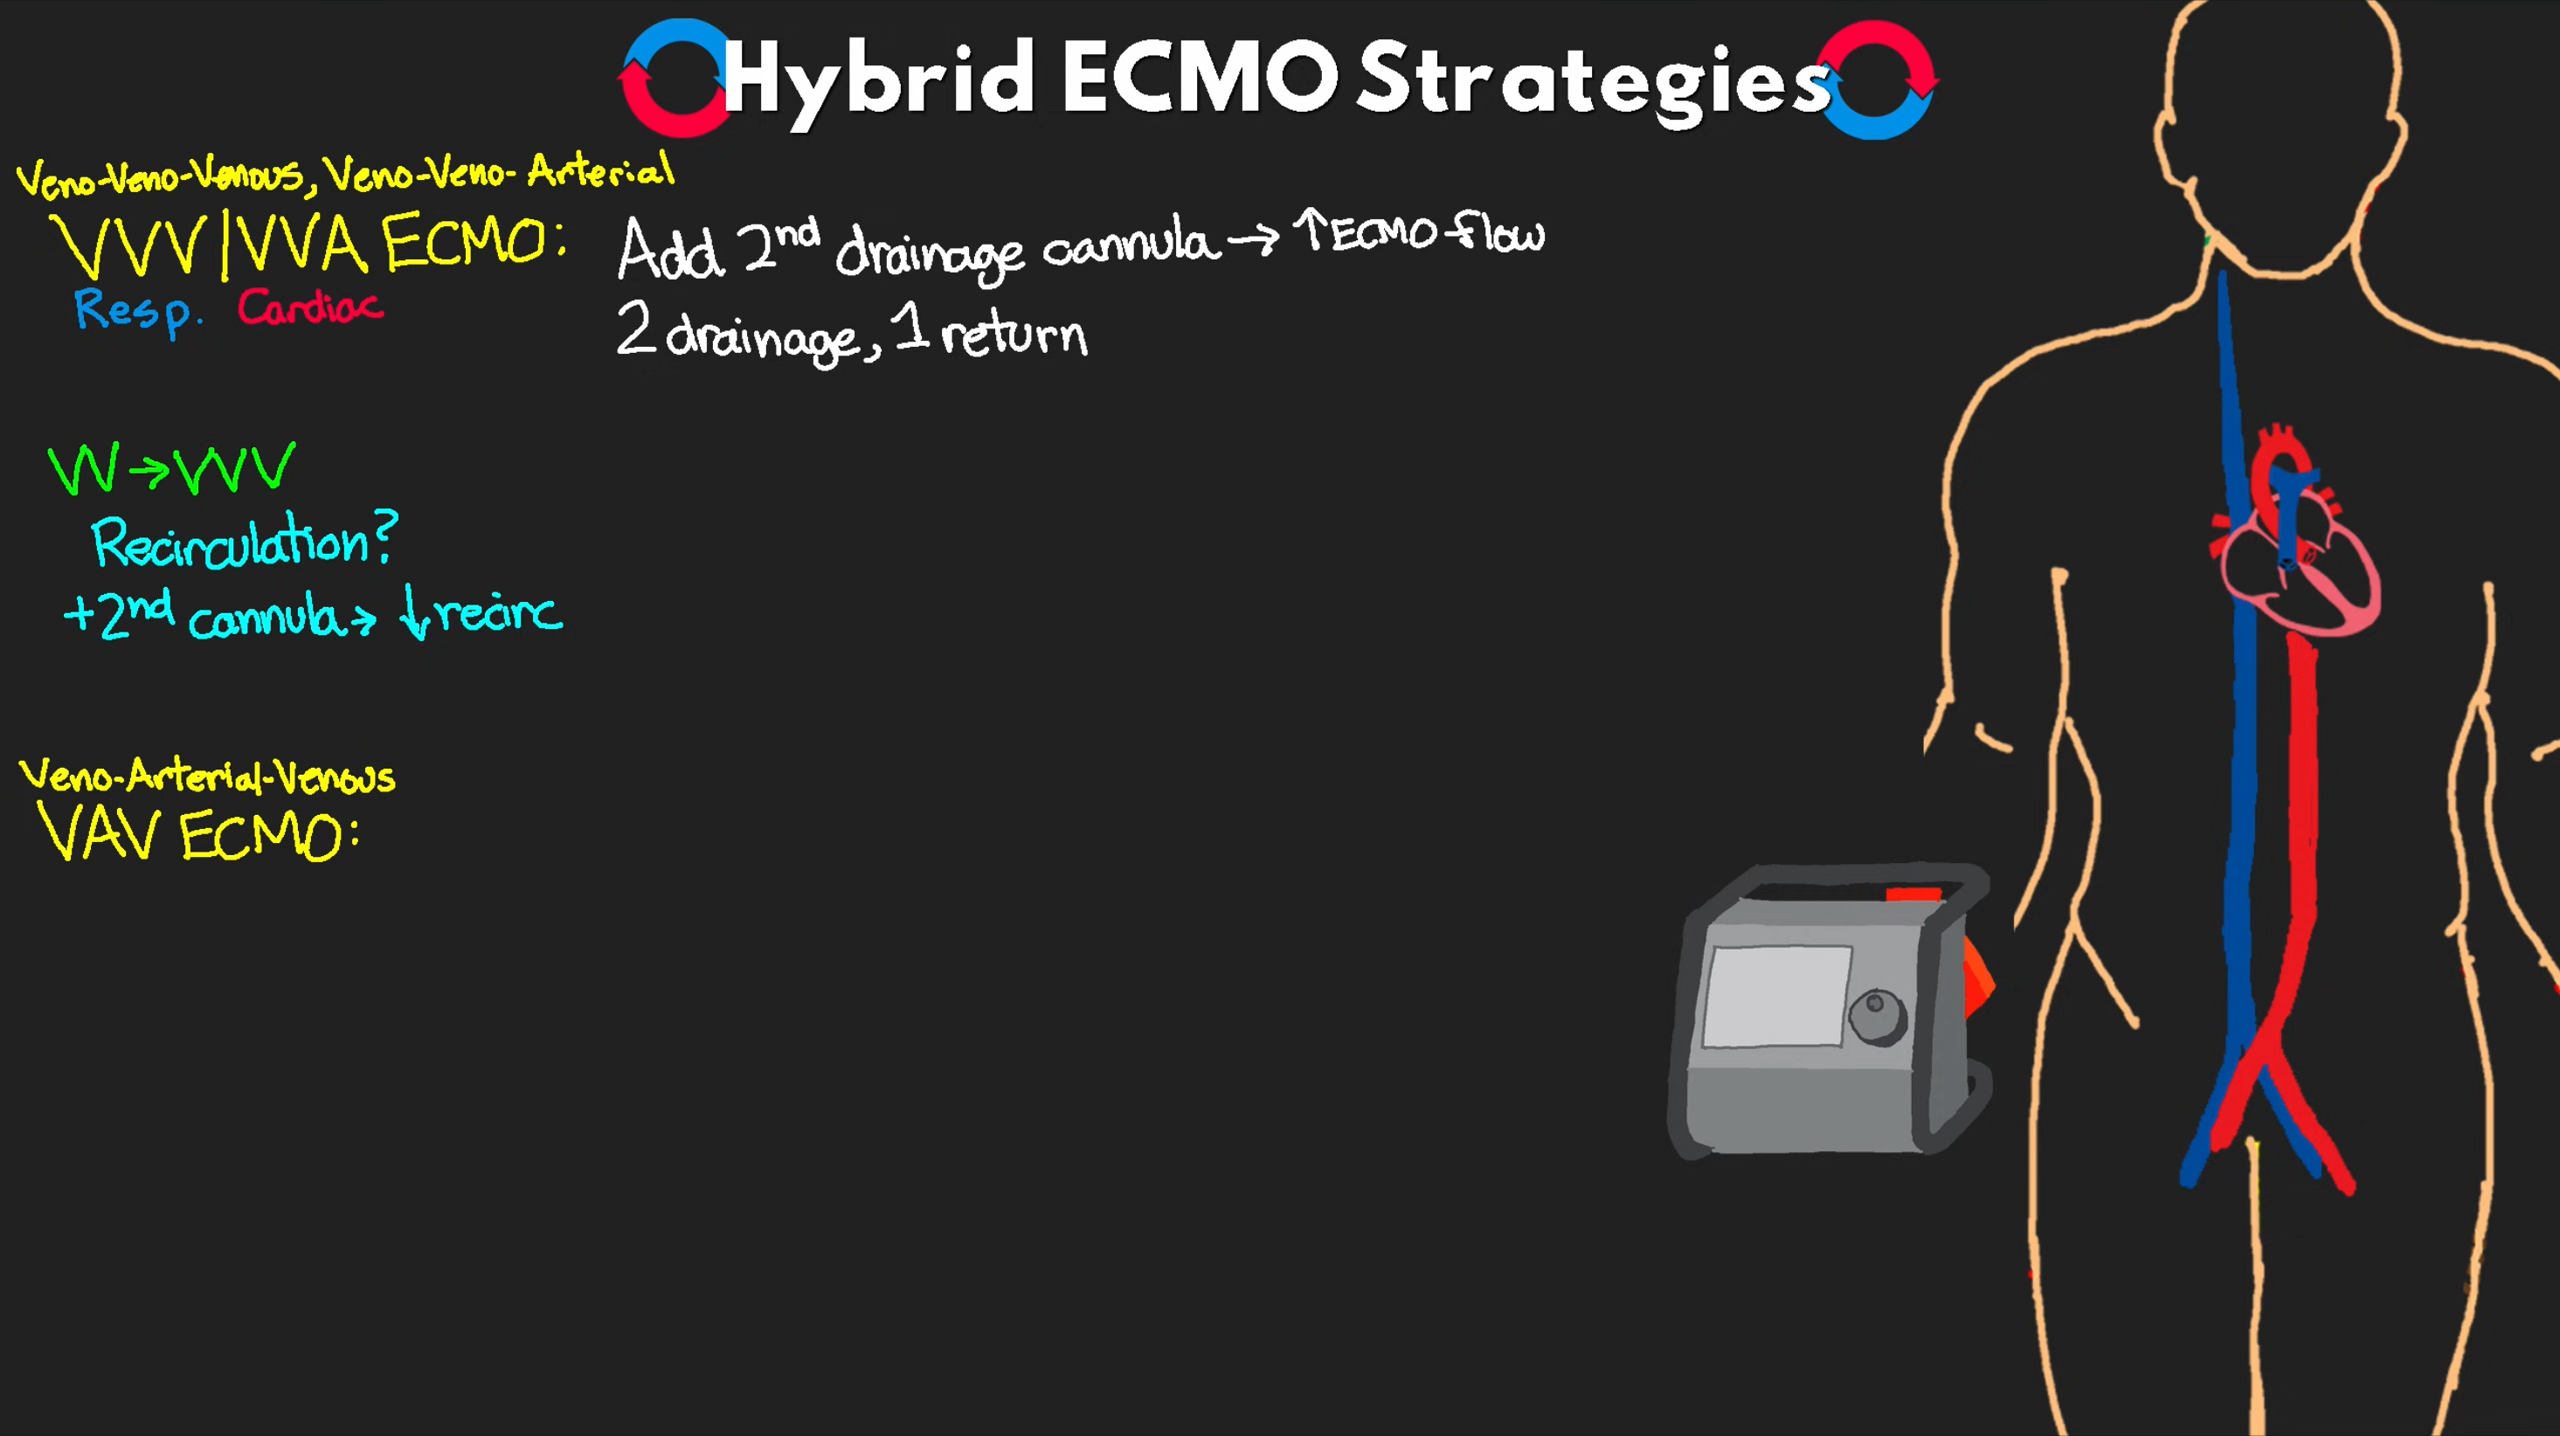 Hybrid ECMO Strategies
Veno-Veno-Venous, Veno-Veno-Arterial
VVV|VVA ECMO: Add 2nd drainage cannula → ↑ECMO flow
Resp. Cardiac
2 drainage, 1 return
VV → VVV
Recirculation?
+2nd cannula → ↓recirc
Veno-Arterial-Venous
VAV ECMO: